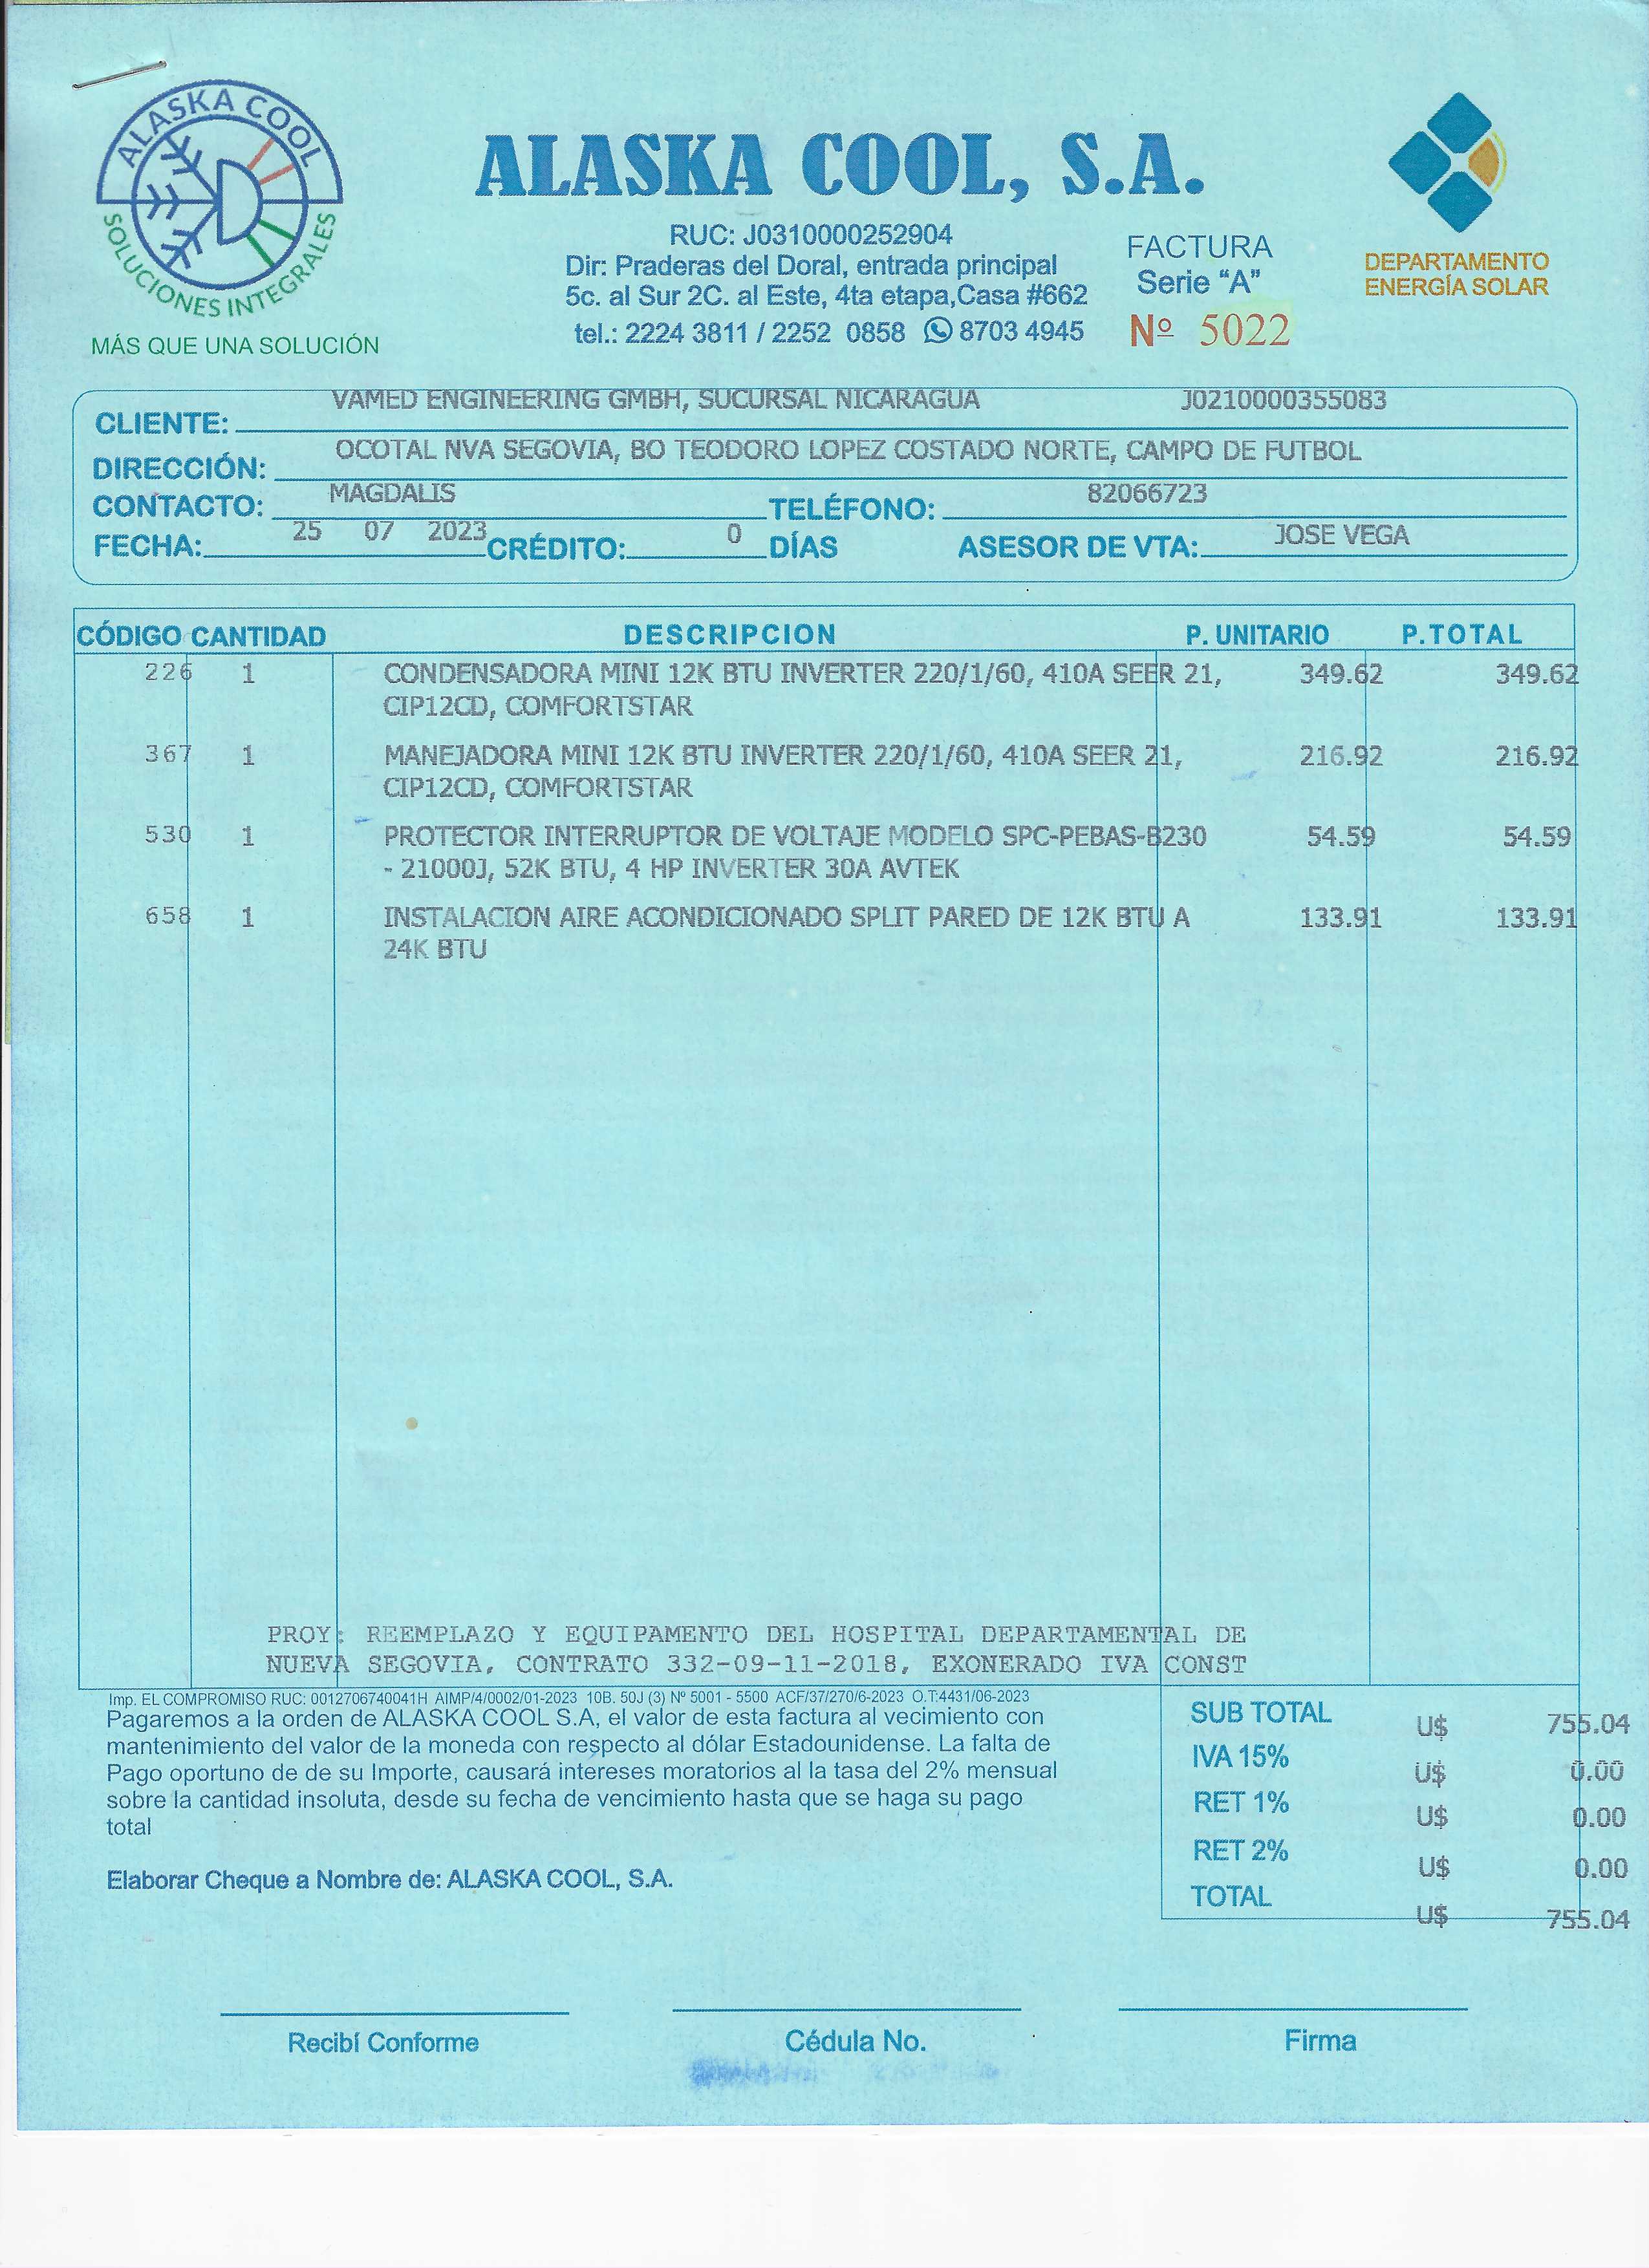 ALASKA COOL
SOLUCIONES INTEGRALES
MÁS QUE UNA SOLUCIÓN
ALASKA COOL, S.A.
RUC: J0310000252904
Dir: Praderas del Doral, entrada principal
5c. al Sur 2C. al Este, 4ta etapa,Casa #662
tel.: 2224 3811 / 2252 0858 8703 4945
FACTURA
Serie "A"
Nº 5022
DEPARTAMENTO
ENERGÍA SOLAR
CLIENTE: VAMED ENGINEERING GMBH, SUCURSAL NICARAGUA J0210000355083
DIRECCIÓN: OCOTAL NVA SEGOVIA, BO TEODORO LOPEZ COSTADO NORTE, CAMPO DE FUTBOL
CONTACTO: MAGDALIS TELÉFONO: 82066723
FECHA: 25 07 2023 CRÉDITO: 0 DÍAS ASESOR DE VTA: JOSE VEGA
CÓDIGO CANTIDAD DESCRIPCION P. UNITARIO P.TOTAL
226 1 CONDENSADORA MINI 12K BTU INVERTER 220/1/60, 410A SEER 21, 349.62 349.62
CIP12CD, COMFORTSTAR
367 1 MANEJADORA MINI 12K BTU INVERTER 220/1/60, 410A SEER 21, 216.92 216.92
CIP12CD, COMFORTSTAR
530 1 PROTECTOR INTERRUPTOR DE VOLTAJE MODELO SPC-PEBAS-B230 54.59 54.59
- 21000J, 52K BTU, 4 HP INVERTER 30A AVTEK
658 1 INSTALACION AIRE ACONDICIONADO SPLIT PARED DE 12K BTU A 133.91 133.91
24K BTU
PROY: REEMPLAZO Y EQUIPAMENTO DEL HOSPITAL DEPARTAMENTAL DE
NUEVA SEGOVIA, CONTRATO 332-09-11-2018, EXONERADO IVA CONST
Imp. EL COMPROMISO RUC: 0012706740041H AIMP/4/0002/01-2023 10B. 50J (3) Nº 5001 - 5500 ACF/37/270/6-2023 O.T:4431/06-2023
Pagaremos a la orden de ALASKA COOL S.A, el valor de esta factura al vecimiento con
mantenimiento del valor de la moneda con respecto al dólar Estadounidense. La falta de
Pago oportuno de de su Importe, causará intereses moratorios al la tasa del 2% mensual
sobre la cantidad insoluta, desde su fecha de vencimiento hasta que se haga su pago
total
Elaborar Cheque a Nombre de: ALASKA COOL, S.A.
SUB TOTAL U$ 755.04
IVA 15% U$ 0.00
RET 1% U$ 0.00
RET 2% U$ 0.00
TOTAL U$ 755.04
Recibí Conforme Cédula No. Firma